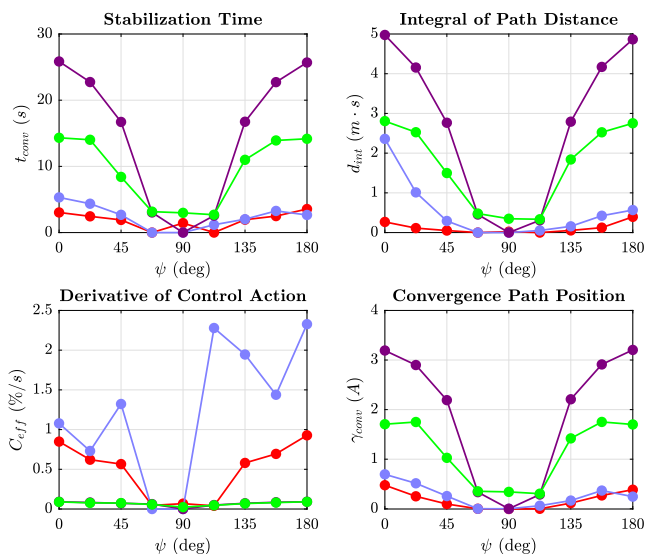 Stabilization Time
30
20
10
0
t_conv (s)
0 45 90 135 180
ψ (deg)
Integral of Path Distance
5
4
3
2
1
0
d_int (m · s)
0 45 90 135 180
ψ (deg)
Derivative of Control Action
2.5
2
1.5
1
0.5
0
C_eff (%/s)
0 45 90 135 180
ψ (deg)
Convergence Path Position
4
3
2
1
0
γ_conv (A)
0 45 90 135 180
ψ (deg)